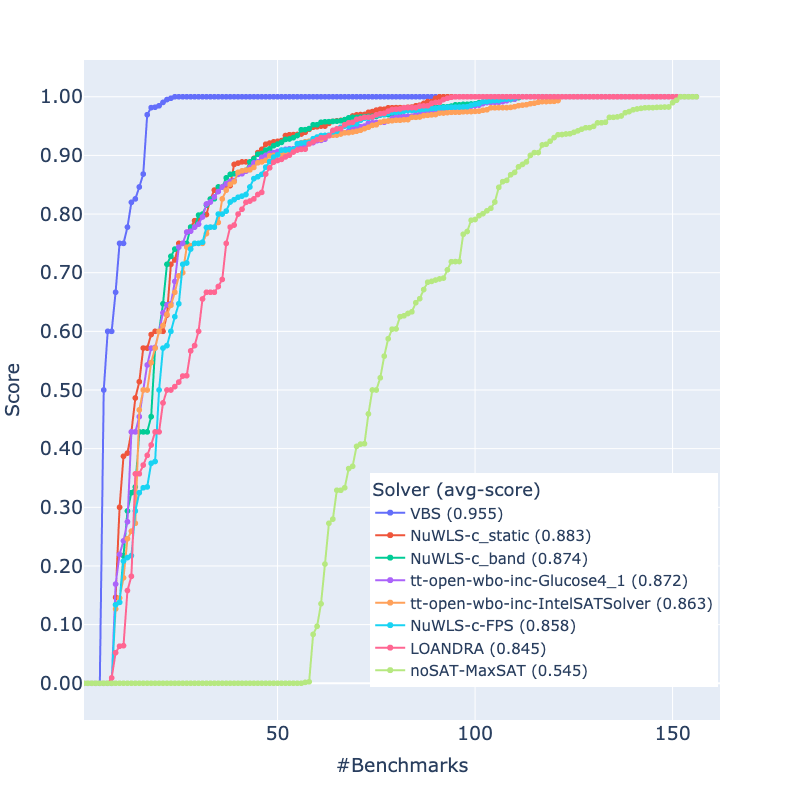 1.00
0.90
0.80
0.70
0.60
0.50
0.40
0.30
0.20
0.10
0.00
Score
50
100
150
#Benchmarks
Solver (avg-score)
VBS (0.955)
NuWLS-c_static (0.883)
NuWLS-c_band (0.874)
tt-open-wbo-inc-Glucose4_1 (0.872)
tt-open-wbo-inc-IntelSATSolver (0.863)
NuWLS-c-FPS (0.858)
LOANDRA (0.845)
noSAT-MaxSAT (0.545)